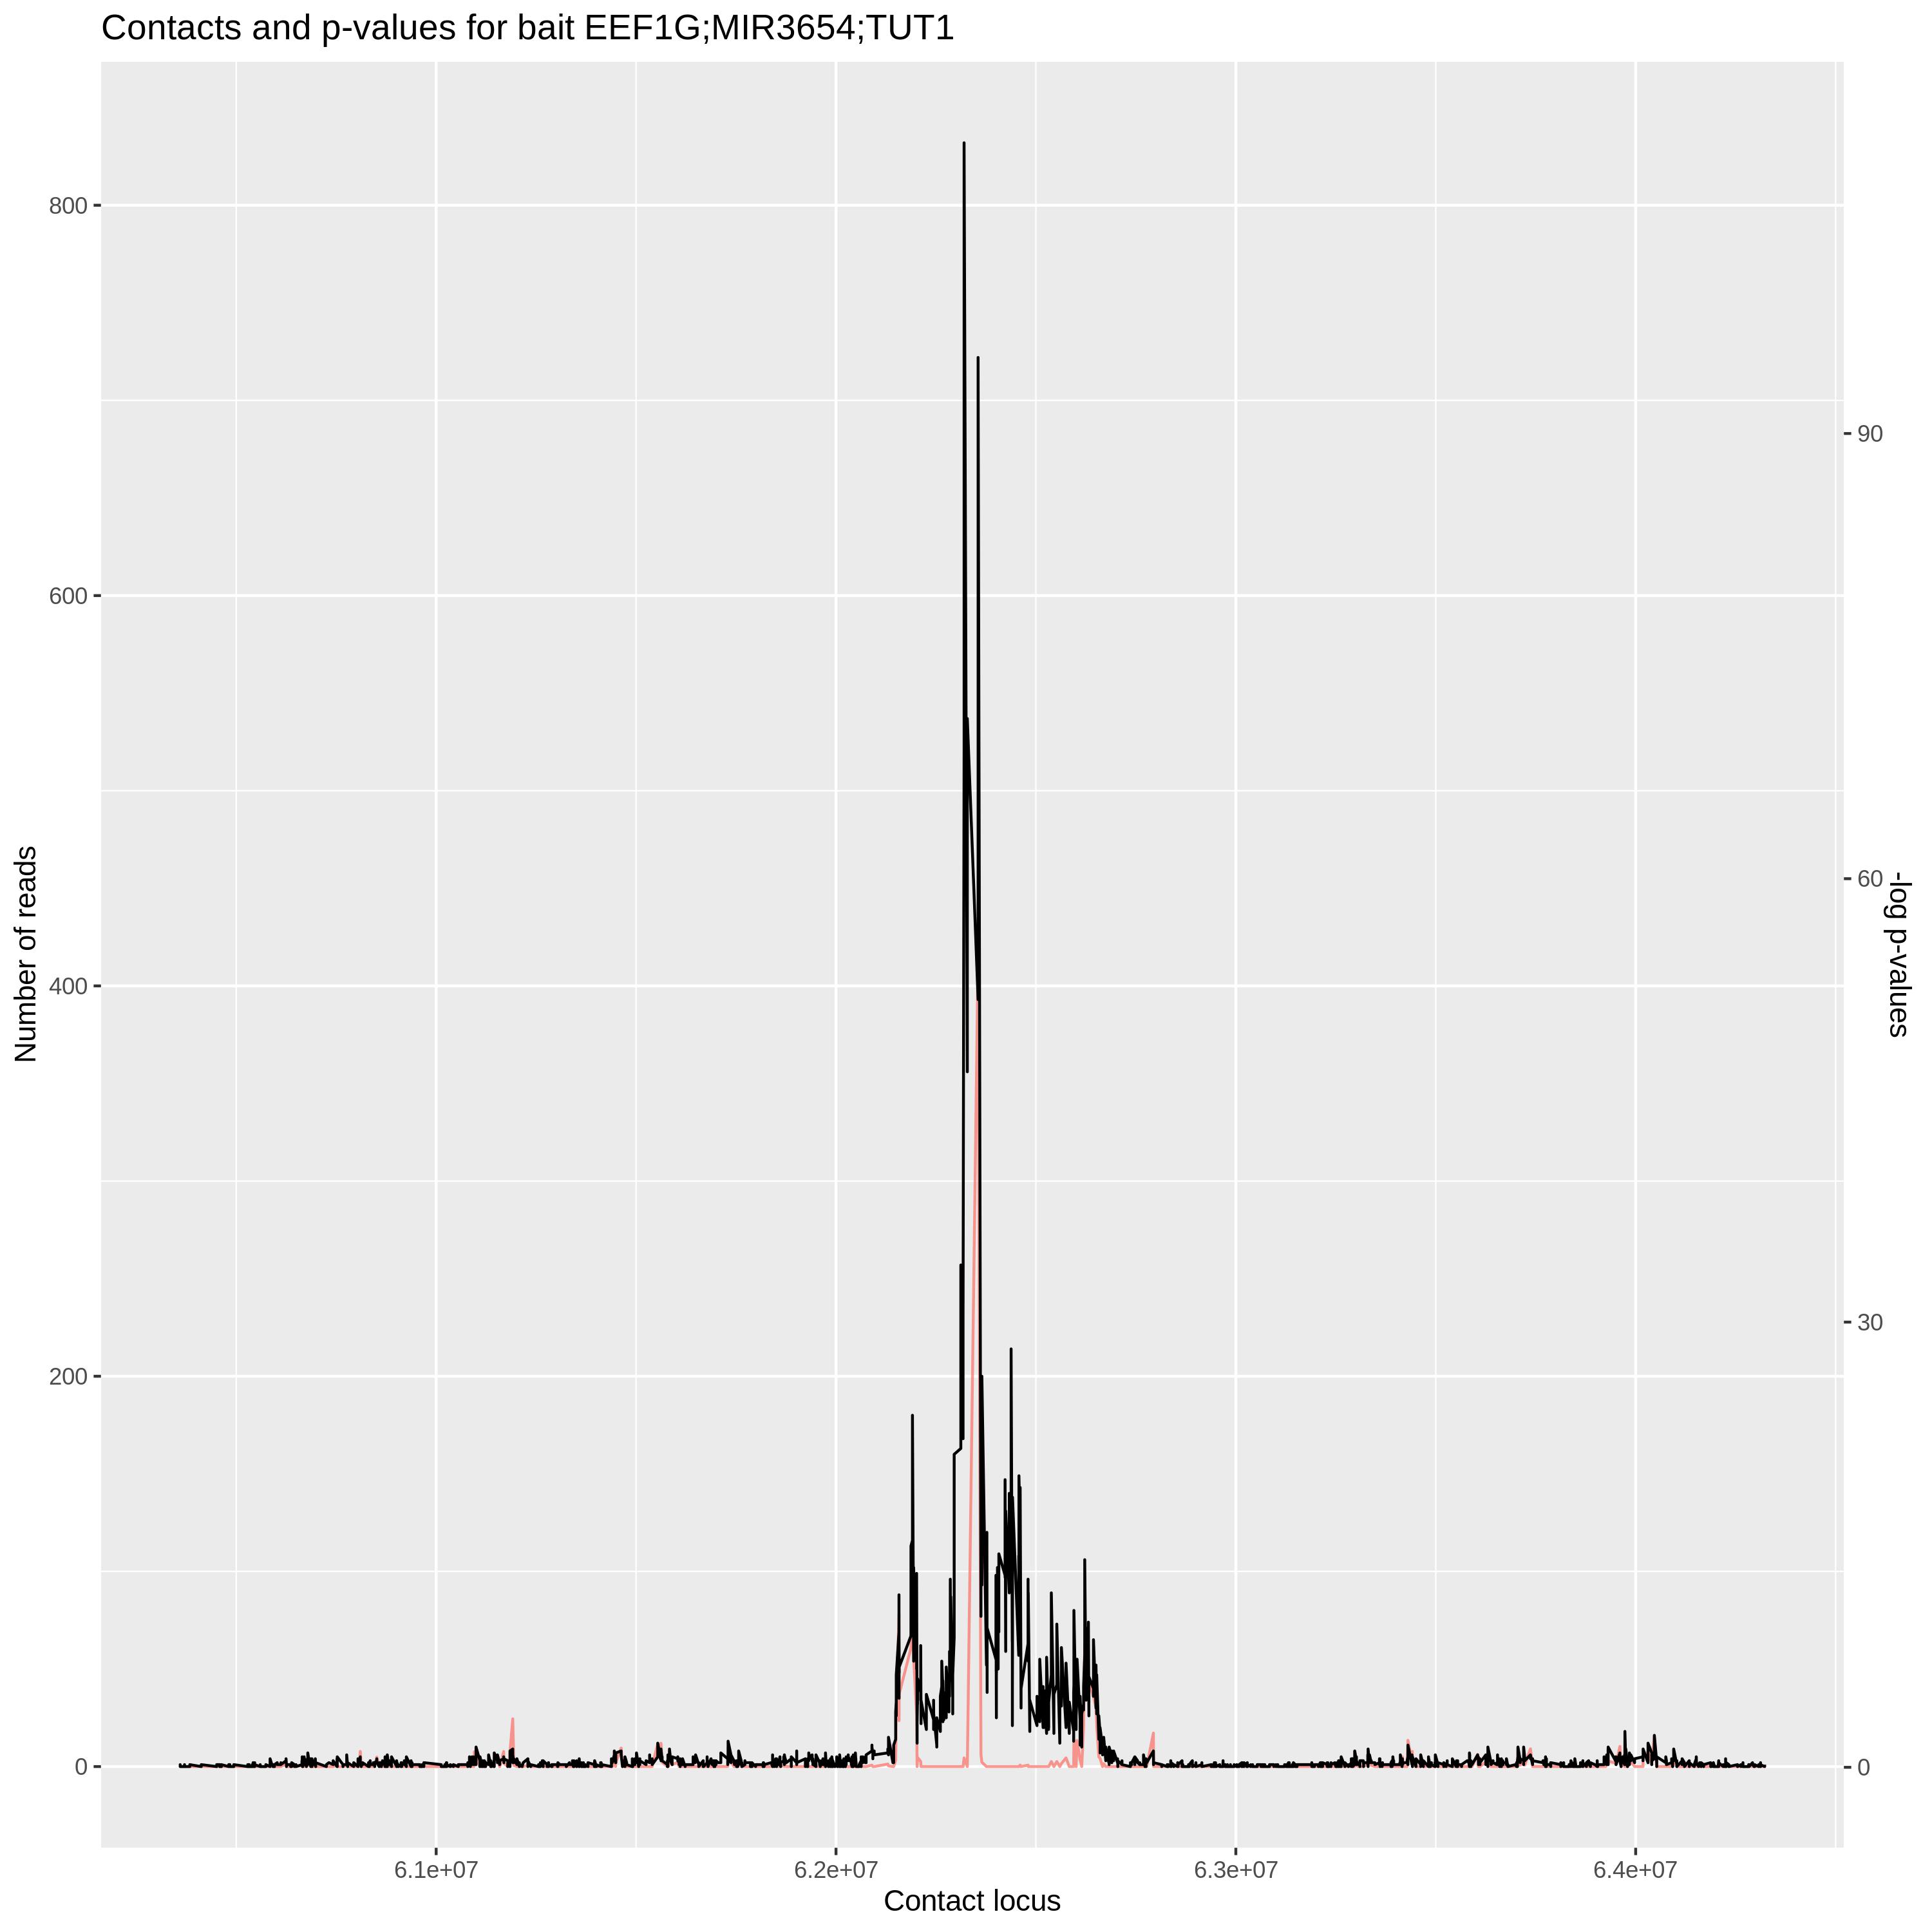 Contacts and p-values for bait EEF1G;MIR3654;TUT1
800
600
400
200
0
Number of reads
90
60
30
0
-log p-values
6.1e+07
6.2e+07
6.3e+07
6.4e+07
Contact locus